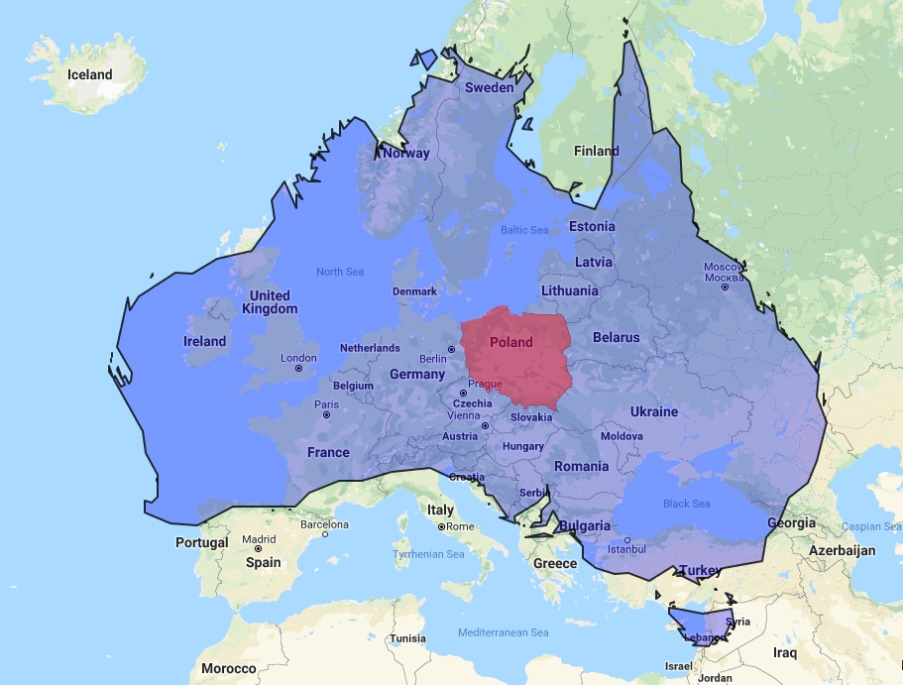 Iceland
Sweden
Norway
Finland
Baltic Sea
Estonia
North Sea
Latvia
Moscow
Москва
Denmark
Lithuania
United
Kingdom
Ireland
Netherlands
Poland
Belarus
London
Berlin
Germany
Belgium
Prague
Paris
Czechia
Vienna
Slovakia
Ukraine
Austria
Hungary
Moldova
France
Romania
Croatia
Serbia
Black Sea
Italy
Rome
Bulgaria
Georgia
Caspian Sea
Barcelona
Portugal
Madrid
Spain
Istanbul
Azerbaijan
Tyrrhenian Sea
Greece
Turkey
Syria
Tunisia
Mediterranean Sea
Lebanon
Iraq
Morocco
Israel
Jordan